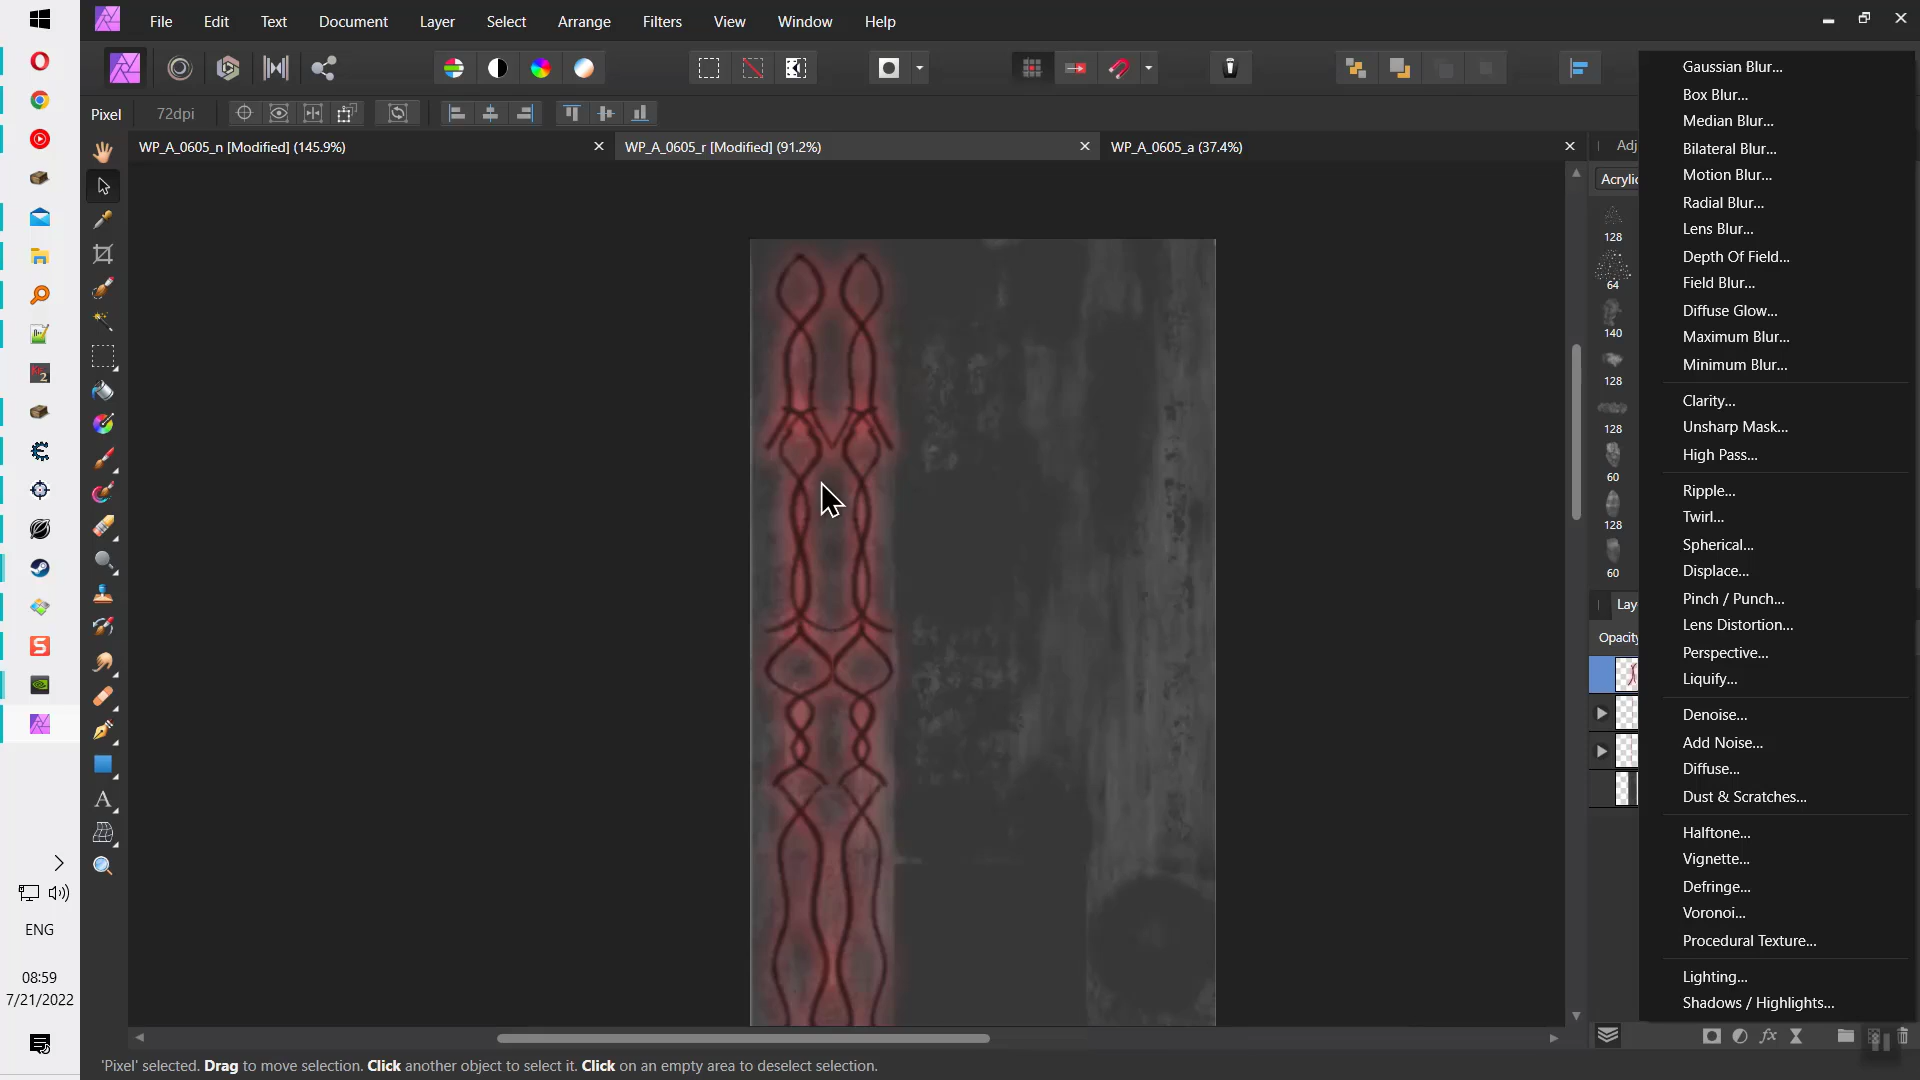 File Edit Text Document Layer Select Arrange Filters View Window Help
Pixel 72dpi
WP_A_0605_n [Modified] (145.9%)
WP_A_0605_r [Modified] (91.2%)
WP_A_0605_a (37.4%)
Adj
Acrylic
128
64
140
128
128
60
128
60
Lay
Opacity
Gaussian Blur...
Box Blur...
Median Blur...
Bilateral Blur...
Motion Blur...
Radial Blur...
Lens Blur...
Depth Of Field...
Field Blur...
Diffuse Glow...
Maximum Blur...
Minimum Blur...
Clarity...
Unsharp Mask...
High Pass...
Ripple...
Twirl...
Spherical...
Displace...
Pinch / Punch...
Lens Distortion...
Perspective...
Liquify...
Denoise...
Add Noise...
Diffuse...
Dust & Scratches...
Halftone...
Vignette...
Defringe...
Voronoi...
Procedural Texture...
Lighting...
Shadows / Highlights...
ENG
08:59
7/21/2022
'Pixel' selected. Drag to move selection. Click another object to select it. Click on an empty area to deselect selection.